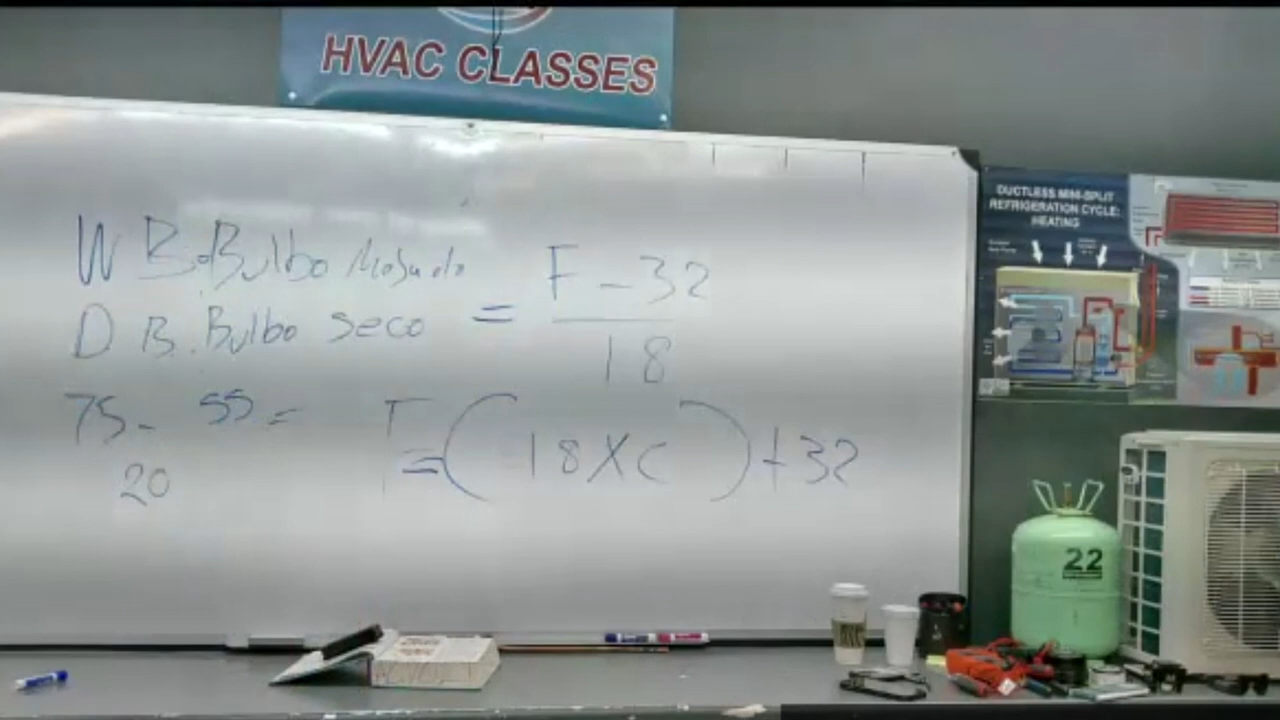 HVAC CLASSES
DUCTLESS MINI-SPLIT
REFRIGERATION CYCLE:
HEATING
W B. Bulbo Mojado
D B. Bulbo seco = F - 32
18
75 - 55 =
20
F = (18 X C) + 32
22